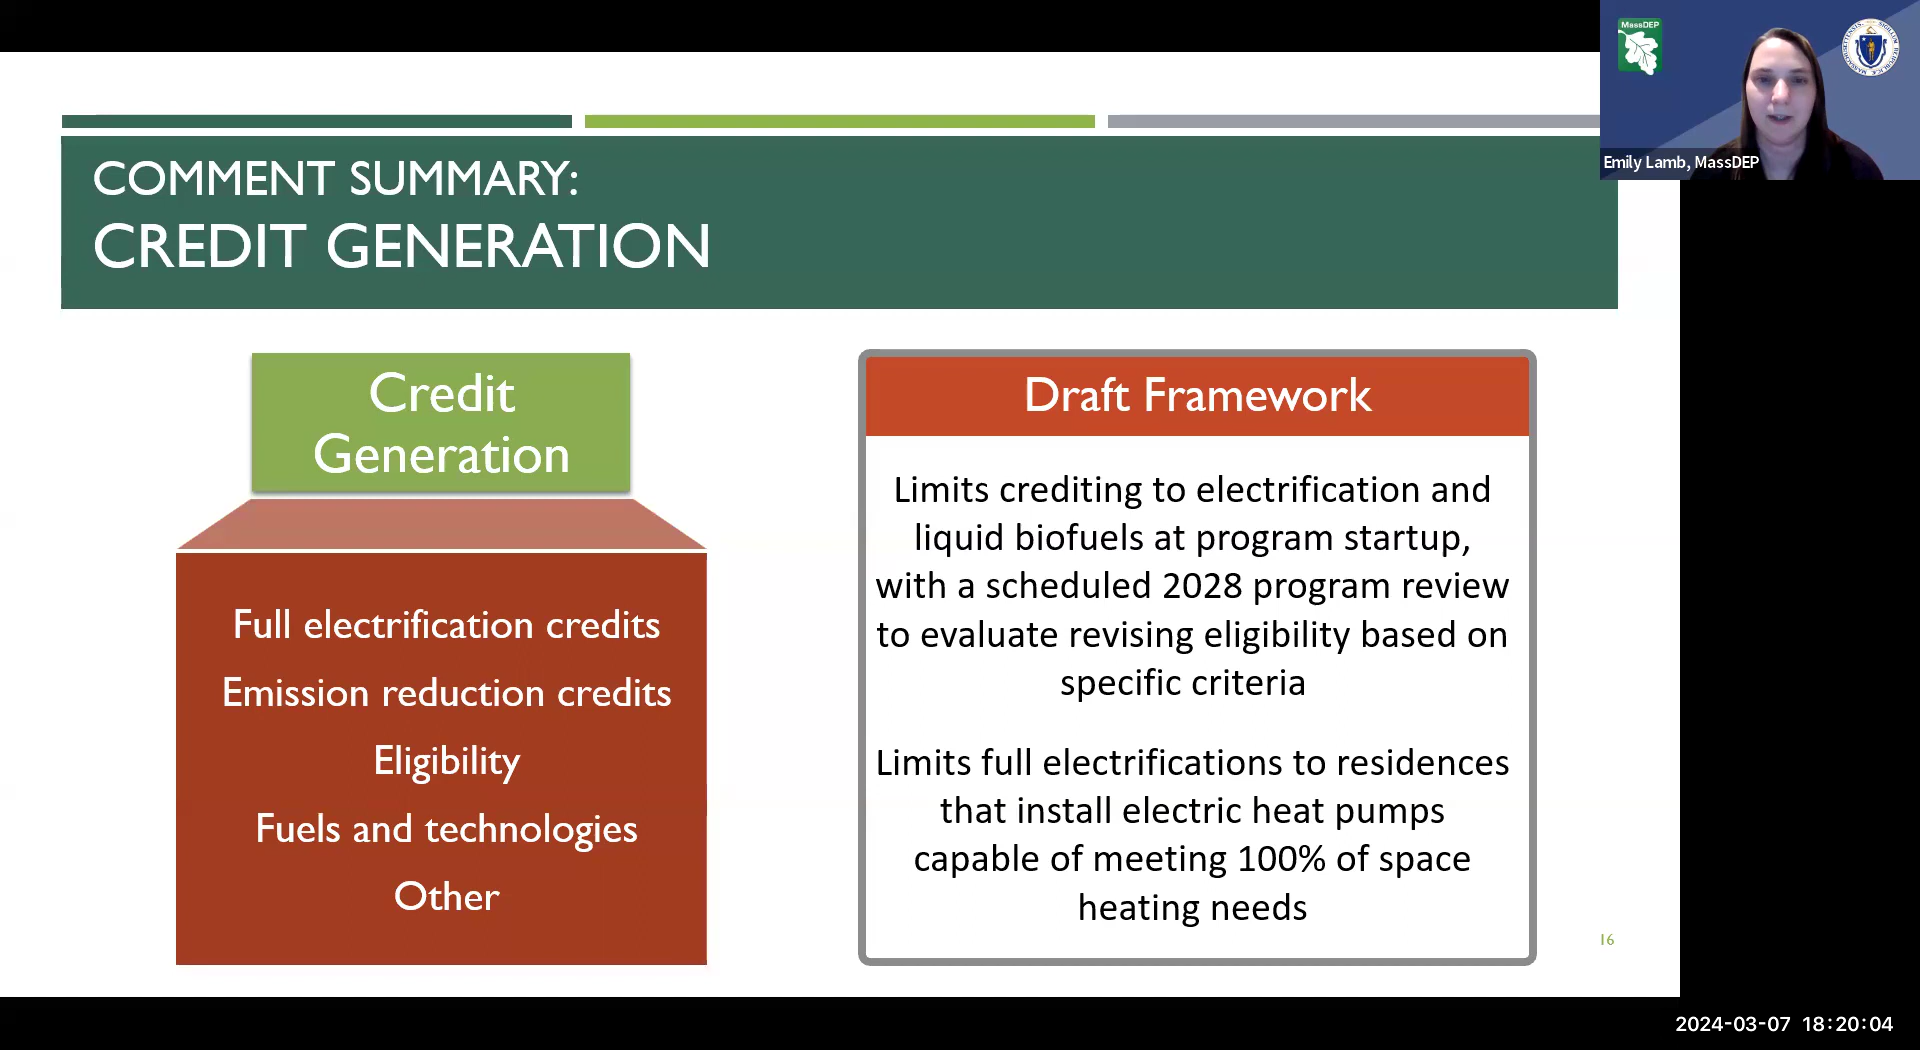 COMMENT SUMMARY:
CREDIT GENERATION
Credit
Generation
Full electrification credits
Emission reduction credits
Eligibility
Fuels and technologies
Other
Draft Framework
Limits crediting to electrification and
liquid biofuels at program startup,
with a scheduled 2028 program review
to evaluate revising eligibility based on
specific criteria
Limits full electrifications to residences
that install electric heat pumps
capable of meeting 100% of space
heating needs
16
MassDEP
Emily Lamb, MassDEP
2024-03-07 18:20:04